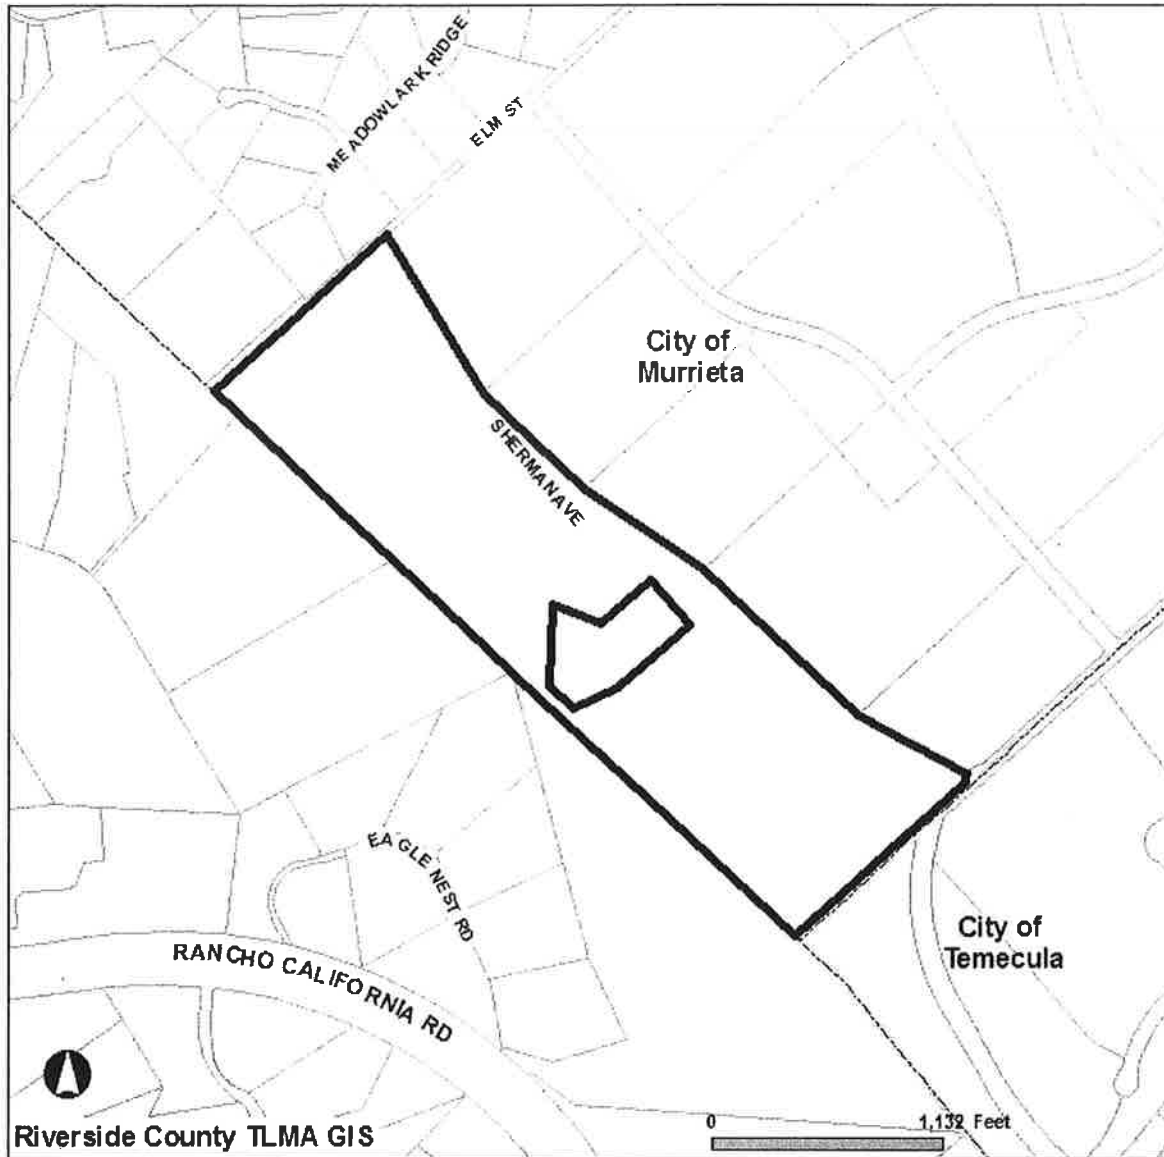 MEADOWLARK RIDGE
ELM ST
City of
Murrieta
SHERMAN AVE
EAGLE NEST RD
City of
Temecula
RANCHO CALIFORNIA RD
0 1,132 Feet
Riverside County TLMA GIS